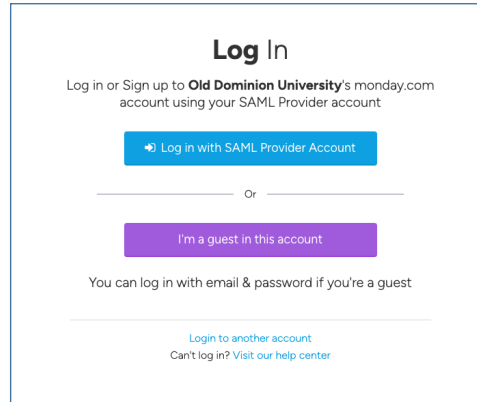 Log In
Log in or Sign up to Old Dominion University's monday.com
account using your SAML Provider account
Log in with SAML Provider Account
Or
I'm a guest in this account
You can log in with email & password if you're a guest
Login to another account
Can't log in? Visit our help center